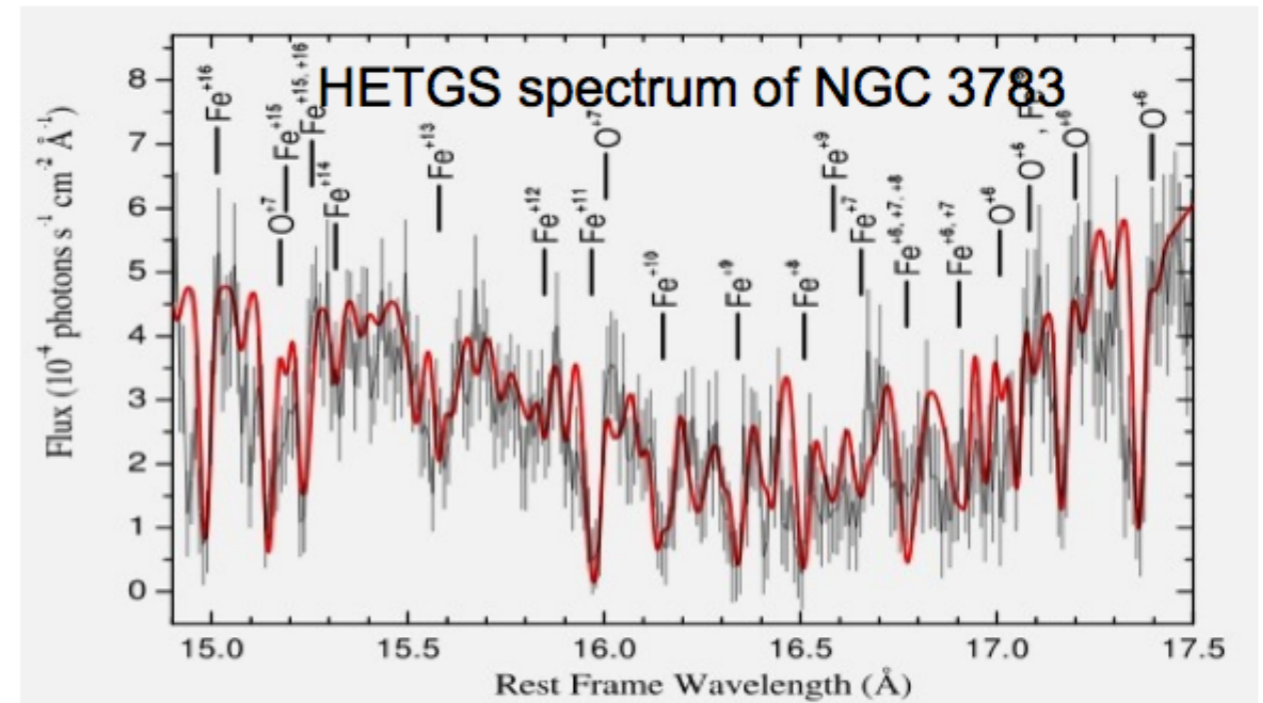 HETGS spectrum of NGC 3783
Fe+16
O+7
Fe+15
Fe+15, +16
Fe+14
Fe+13
Fe+12
Fe+11
O+7
Fe+10
Fe+9
Fe+8
Fe+9
Fe+7
Fe+6, +7, +8
Fe+6, +7
O+6
O+6
O+6
O+6
Flux (10-4 photons s-1 cm-2 Å-1)
8
7
6
5
4
3
2
1
0
15.0 15.5 16.0 16.5 17.0 17.5
Rest Frame Wavelength (Å)